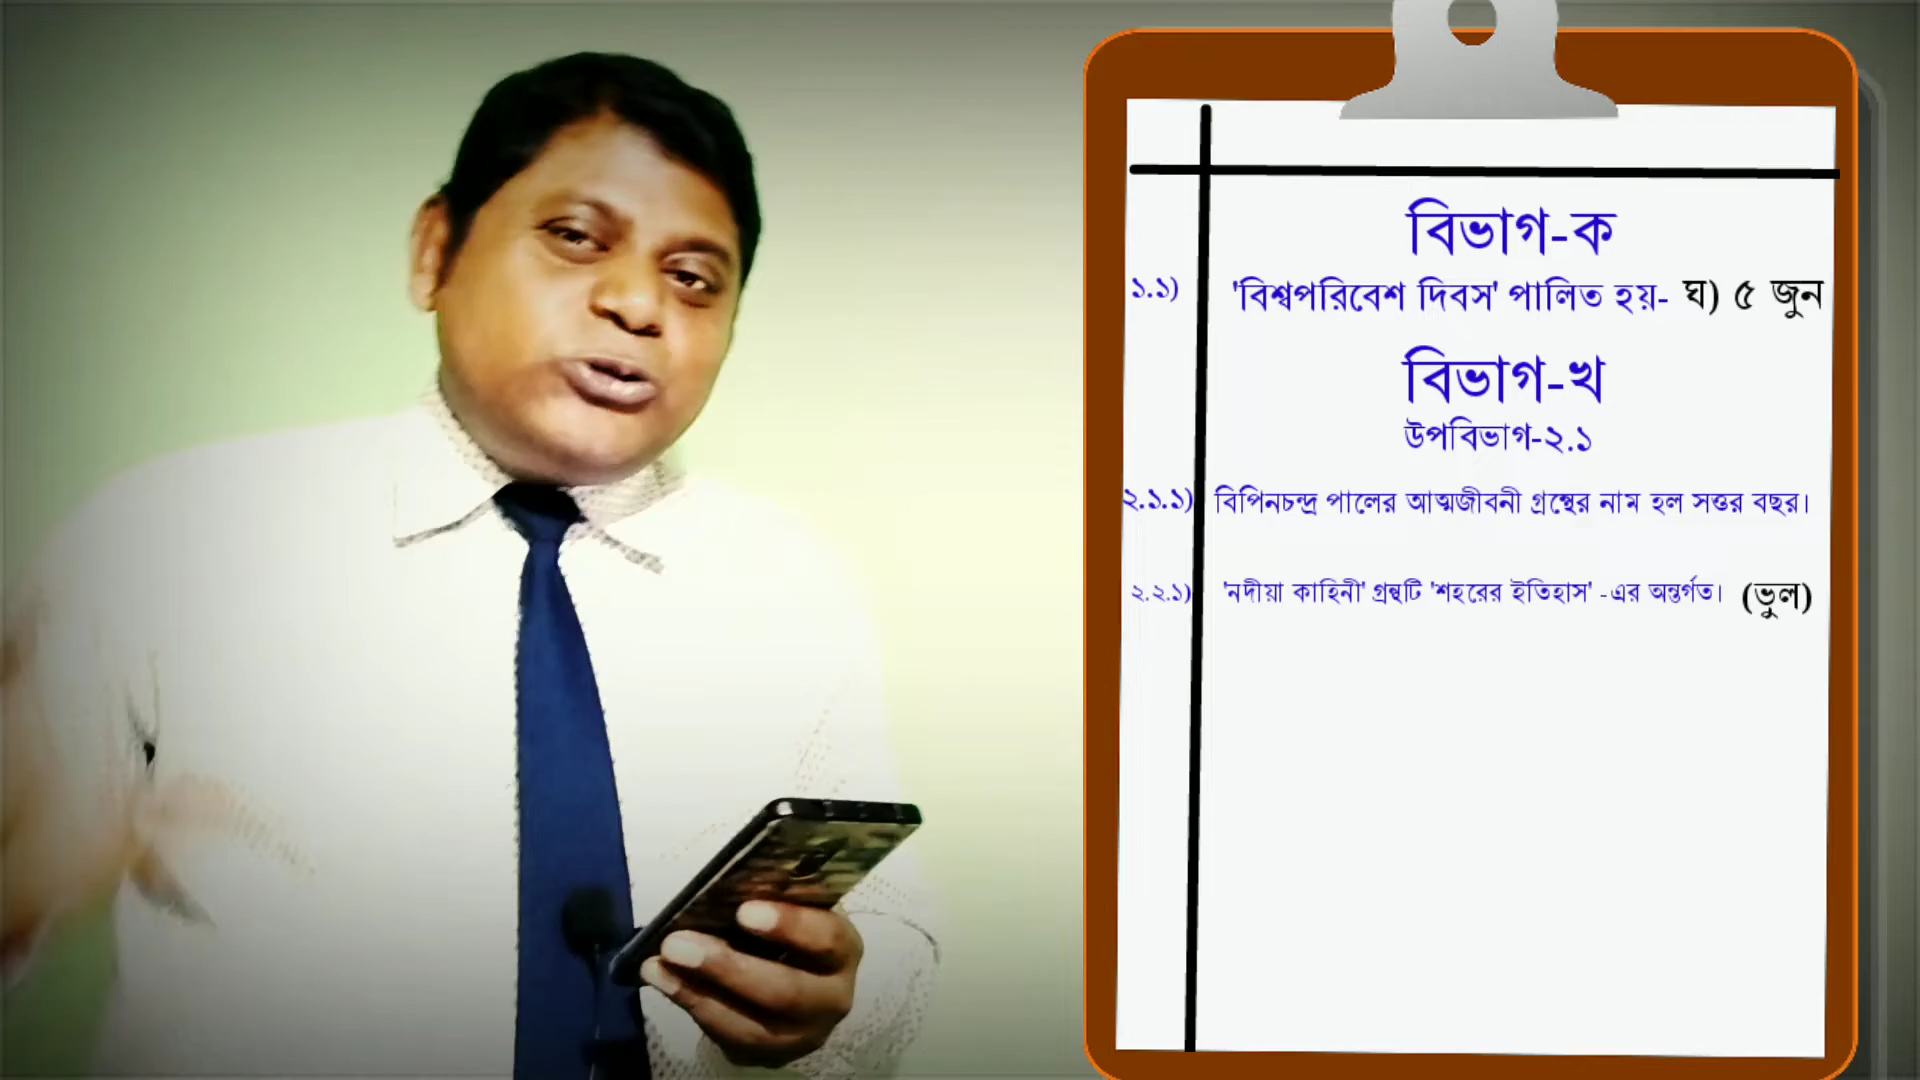 বিভাগ-ক
১.১) 'বিশ্বপরিবেশ দিবস' পালিত হয়- ঘ) ৫ জুন
বিভাগ-খ
উপবিভাগ-২.১
২.১.১) বিপিনচন্দ্র পালের আত্মজীবনী গ্রন্থের নাম হল সত্তর বছর।
২.২.১) 'নদীয়া কাহিনী' গ্রন্থটি 'শহরের ইতিহাস' -এর অন্তর্গত। (ভুল)